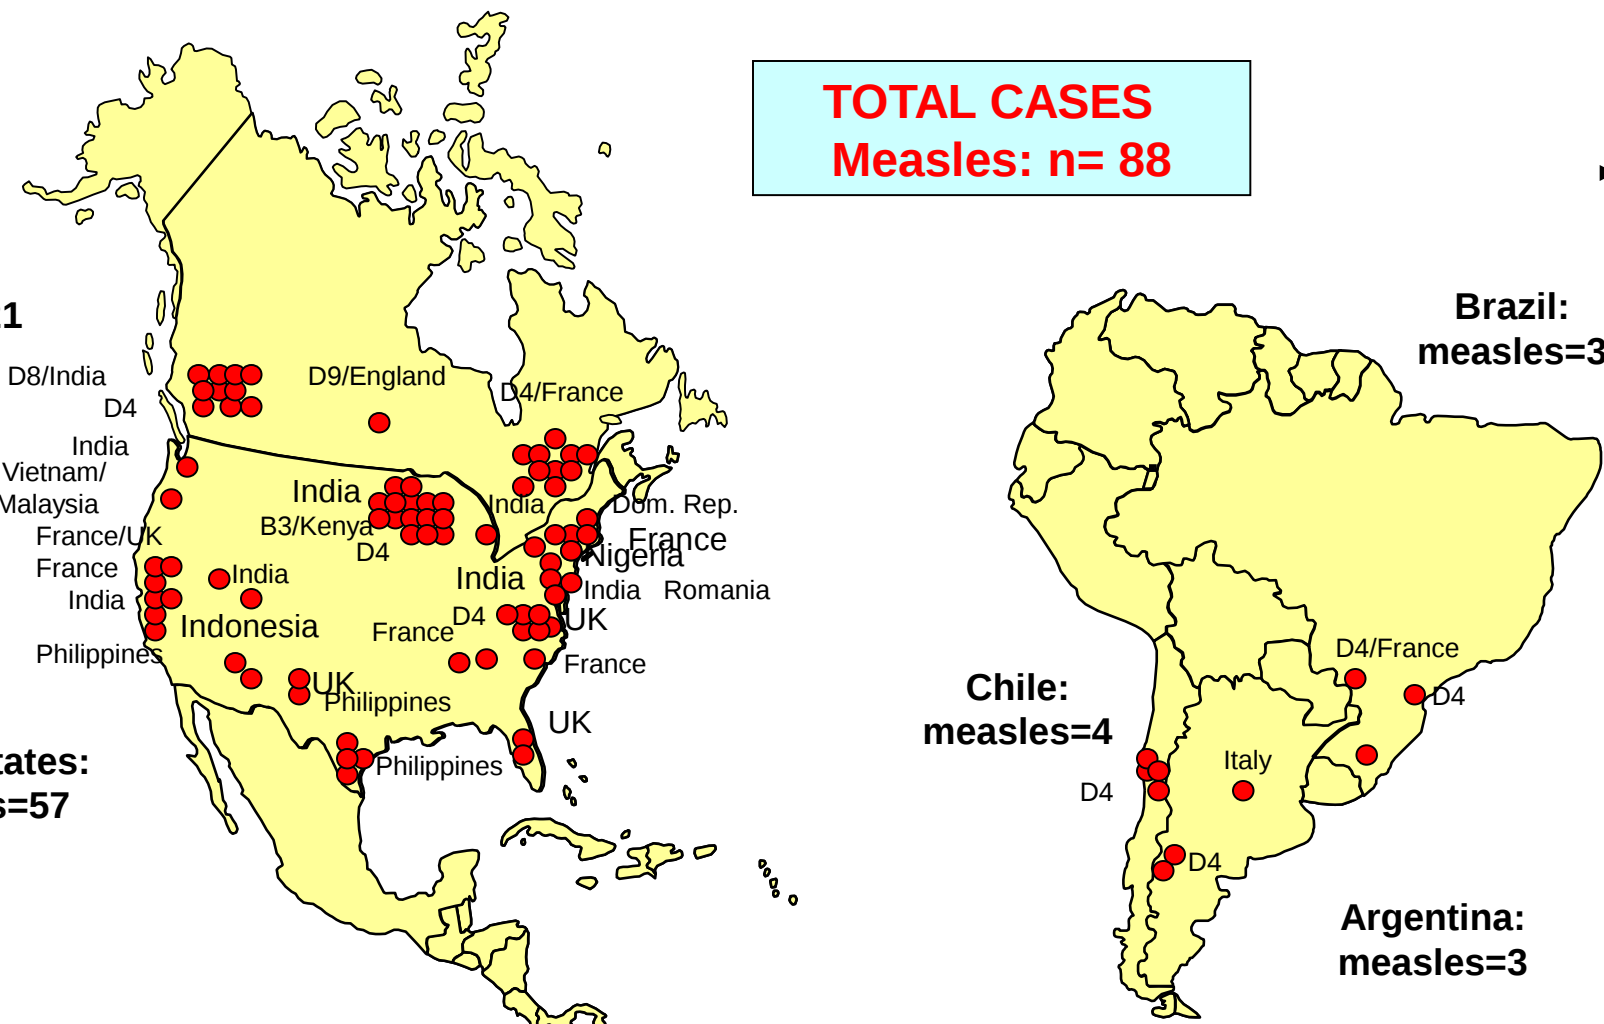 TOTAL CASES
Measles: n= 88
Brazil:
measles=3
D8/India
D9/England
D4/France
D4
India
Vietnam/
Malaysia
India
India
Dom. Rep.
B3/Kenya
France/UK
France
D4
Nigeria
France
India
India
India
Romania
India
D4
UK
Indonesia
France
Philippines
France
UK
Philippines
UK
Philippines
tates:
s=57
D4/France
D4
Chile:
measles=4
Italy
D4
D4
Argentina:
measles=3